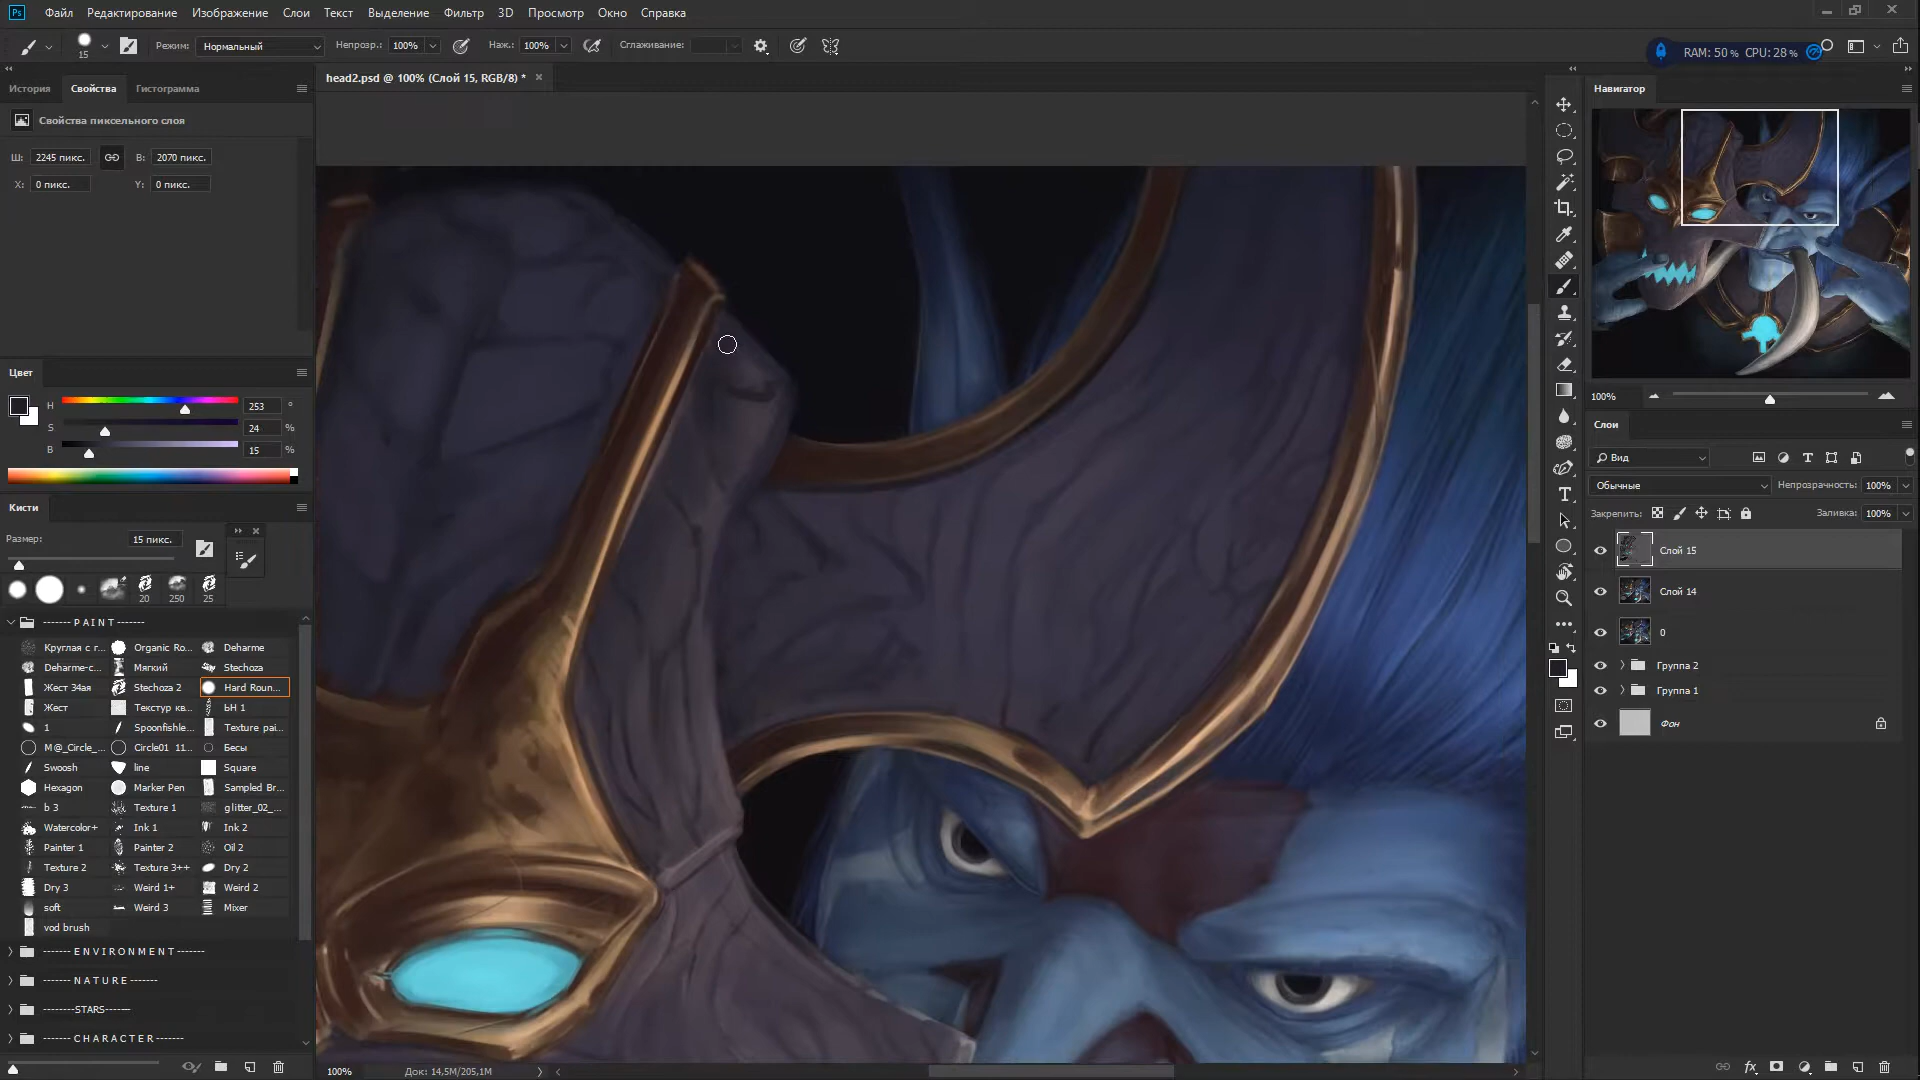 Ps Файл Редактирование Изображение Слои Текст Выделение Фильтр 3D Просмотр Окно Справка
15 Режим: Нормальный Непрозр.: 100% Наж.: 100% Сглаживание:
RAM: 50 % CPU: 28 %
head2.psd @ 100% (Слой 15, RGB/8) *
История Свойства Гистограмма
Свойства пиксельного слоя
Ш: 2245 пикс. В: 2070 пикс.
X: 0 пикс. Y: 0 пикс.
Цвет
H 253 °
S 24 %
B 15 %
Кисти
Размер: 15 пикс.
20 250 25
------- P A I N T -------
Круглая с г... Organic Ro... Deharme
Deharme-c... Мягкий Stechoza
Жест 34ая Stechoza 2 Hard Roun...
Жест Текстур кв... ЬН 1
1 Spoonfishle... Texture pai...
M@_Circle_... Circle01_11... Бесы
Swoosh line Square
Hexagon Marker Pen Sampled Br...
b 3 Texture 1 glitter_02_...
Watercolor+ Ink 1 Ink 2
Painter 1 Painter 2 Oil 2
Texture 2 Texture 3++ Dry 2
Dry 3 Weird 1+ Weird 2
soft Weird 3 Mixer
vod brush
------- E N V I R O N M E N T -------
------- N A T U R E -------
--------STARS-------
------- C H A R A C T E R -------
100% Док: 14,5M/205,1M
Навигатор
100%
Слои
Вид
Обычные Непрозрачность: 100%
Закрепить: Заливка: 100%
Слой 15
Слой 14
0
Группа 2
Группа 1
Фон
fx